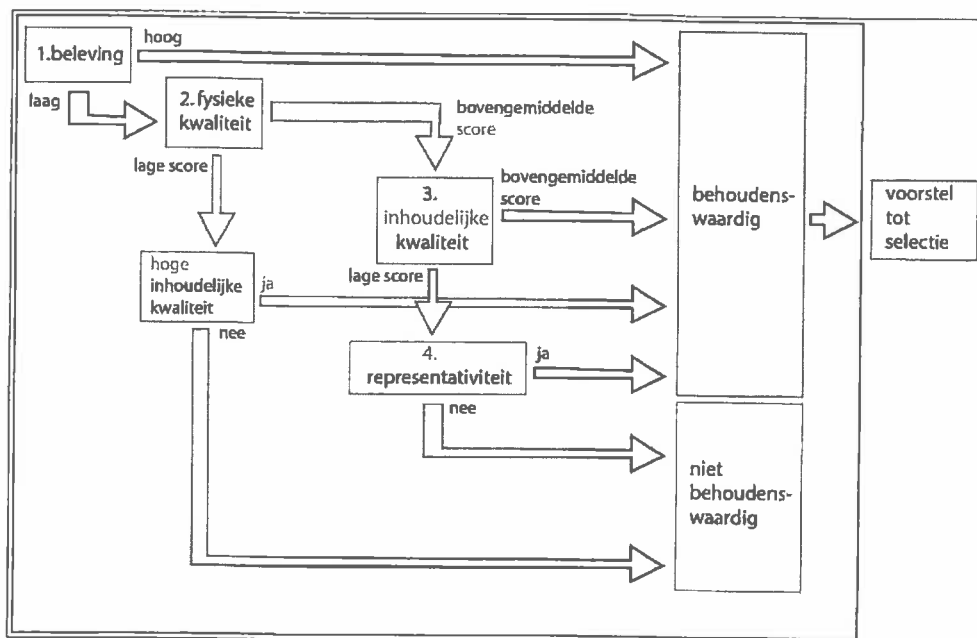 hoog
1.beleving
laag
2. fysieke
kwaliteit
bovengemiddelde
score
lage score
3.
inhoudelijke
kwaliteit
bovengemiddelde
score
behoudens-
waardig
voorstel
tot
selectie
hoge
inhoudelijke
kwaliteit
ja
nee
lage score
4.
representativiteit
ja
nee
niet
behoudens-
waardig